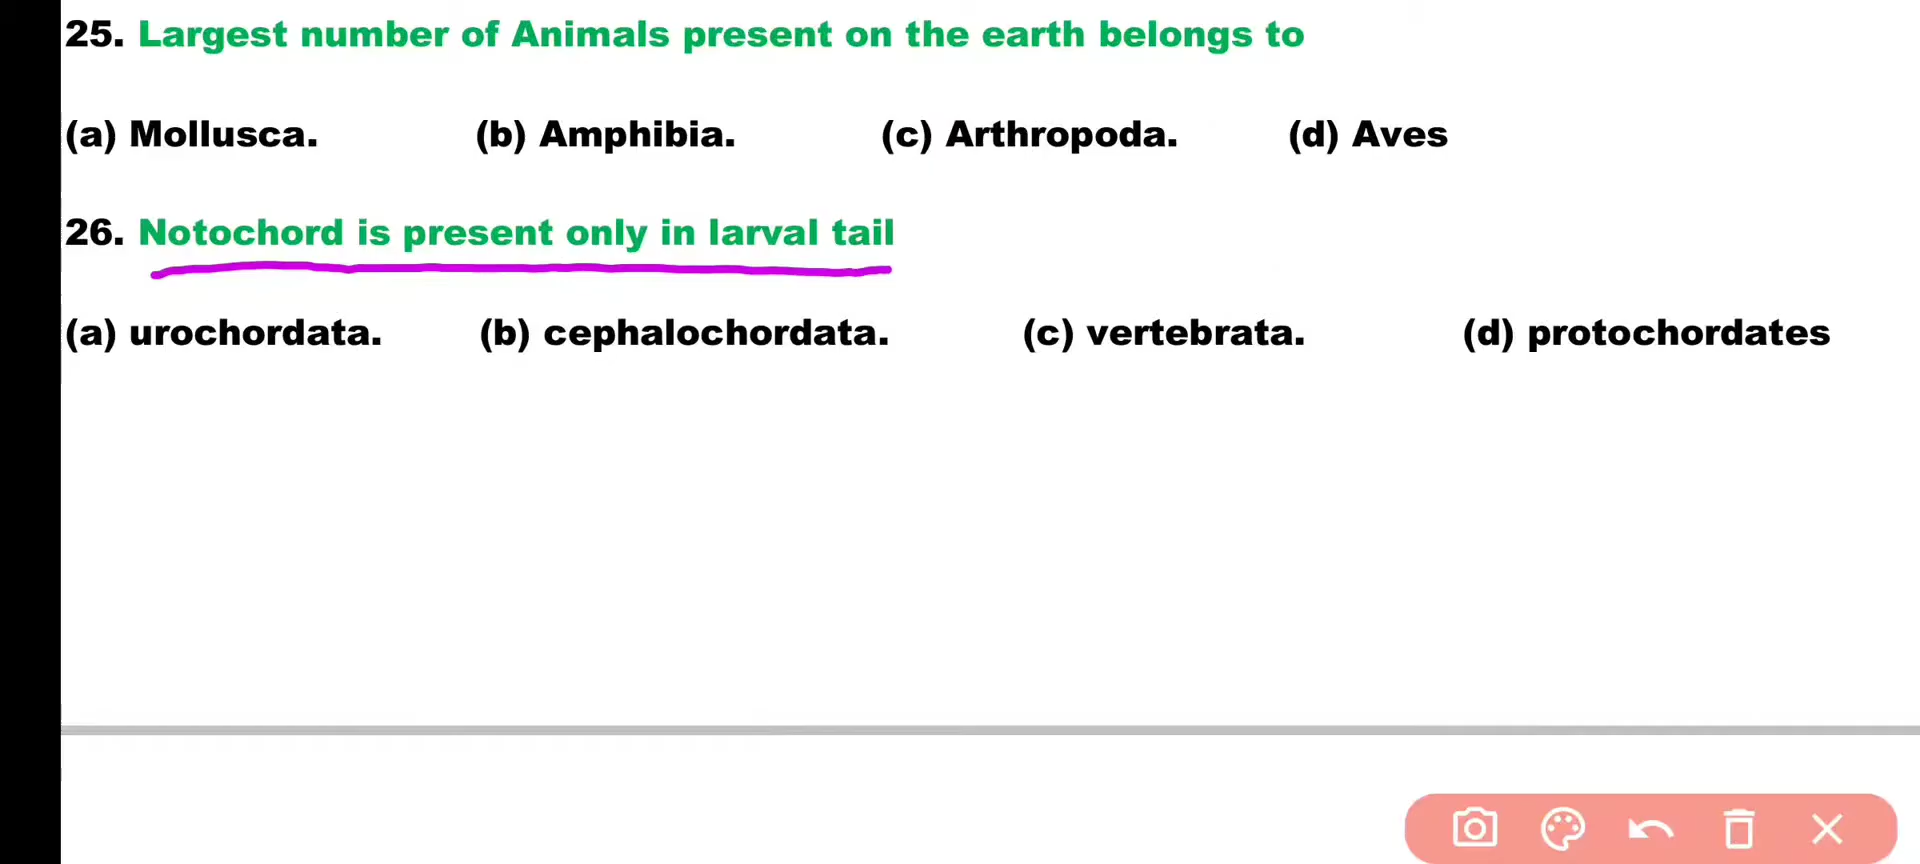 25. Largest number of Animals present on the earth belongs to
(a) Mollusca. (b) Amphibia. (c) Arthropoda. (d) Aves
26. Notochord is present only in larval tail
(a) urochordata. (b) cephalochordata. (c) vertebrata. (d) protochordates